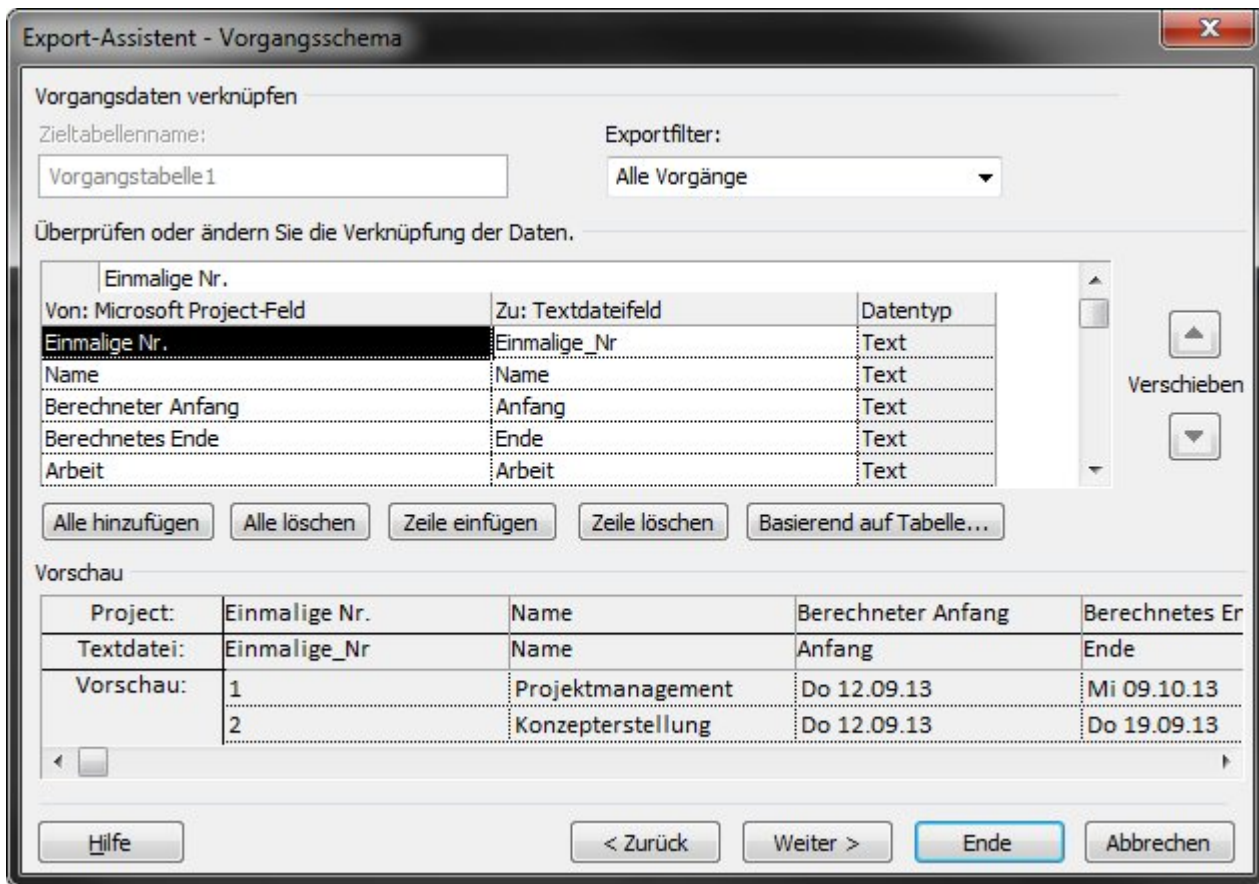 Export-Assistent - Vorgangsschema
Vorgangsdaten verknüpfen
Zieltabellenname: Exportfilter:
Vorgangstabelle1 Alle Vorgänge
Überprüfen oder ändern Sie die Verknüpfung der Daten.
Einmalige Nr.
Von: Microsoft Project-Feld Zu: Textdateifeld Datentyp
Einmalige Nr. Einmalige_Nr Text
Name Name Text
Berechneter Anfang Anfang Text
Berechnetes Ende Ende Text
Arbeit Arbeit Text
Verschieben
Alle hinzufügen Alle löschen Zeile einfügen Zeile löschen Basierend auf Tabelle...
Vorschau
Project: Einmalige Nr. Name Berechneter Anfang Berechnetes En
Textdatei: Einmalige_Nr Name Anfang Ende
Vorschau: 1 Projektmanagement Do 12.09.13 Mi 09.10.13
2 Konzepterstellung Do 12.09.13 Do 19.09.13
Hilfe < Zurück Weiter > Ende Abbrechen